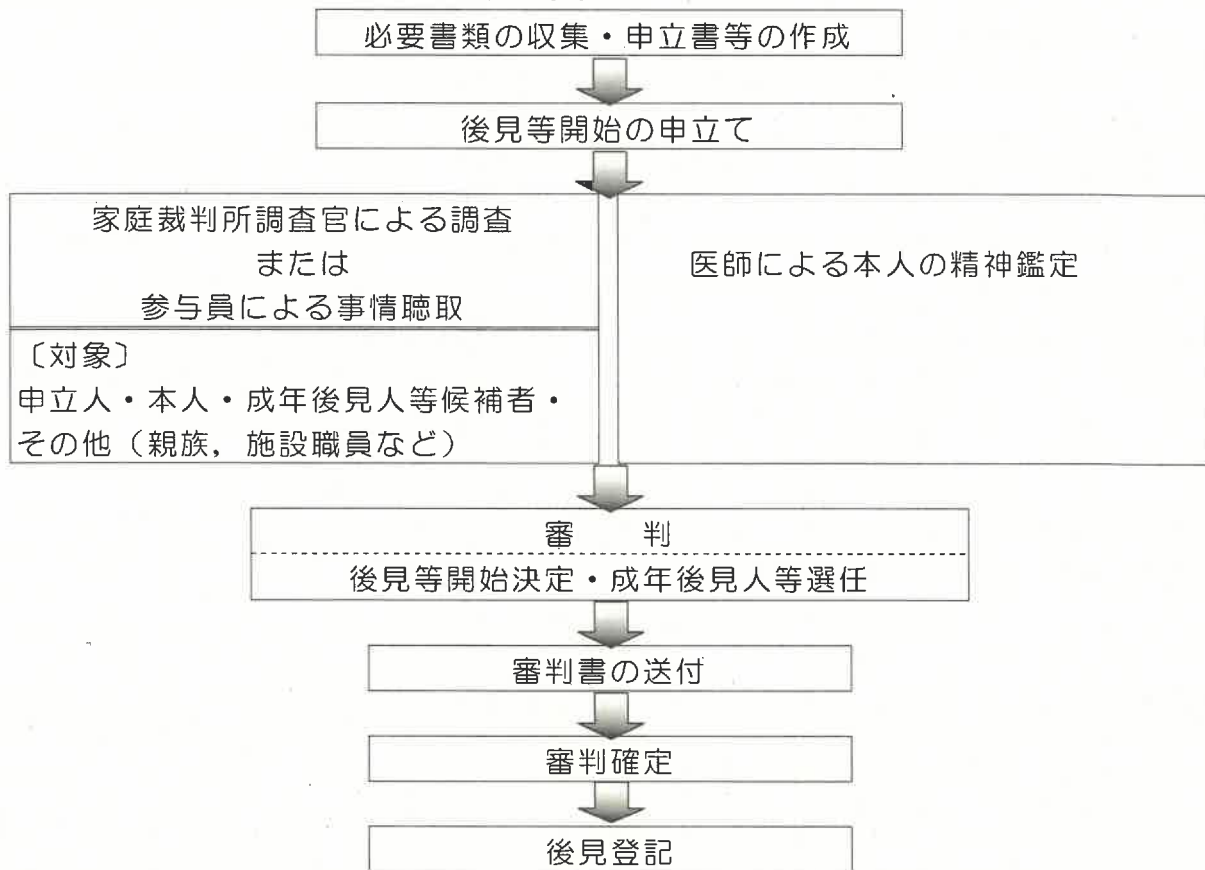 必要書類の収集・申立書等の作成
後見等開始の申立て
家庭裁判所調査官による調査
または
参与員による事情聴取
〔対象〕
申立人・本人・成年後見人等候補者・
その他（親族，施設職員など）
医師による本人の精神鑑定
審　　判
後見等開始決定・成年後見人等選任
審判書の送付
審判確定
後見登記